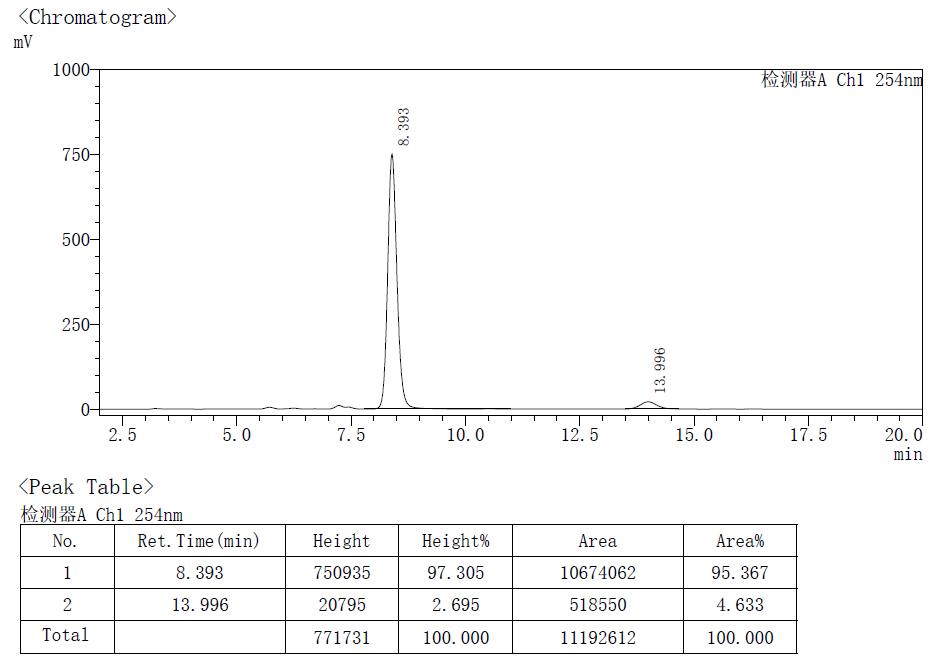 <Chromatogram>
mV
检测器A Ch1 254nm
1000
750
500
250
0
8.393
13.996
2.5 5.0 7.5 10.0 12.5 15.0 17.5 20.0
min
<Peak Table>
检测器A Ch1 254nm
No. Ret.Time(min) Height Height% Area Area%
1 8.393 750935 97.305 10674062 95.367
2 13.996 20795 2.695 518550 4.633
Total 771731 100.000 11192612 100.000